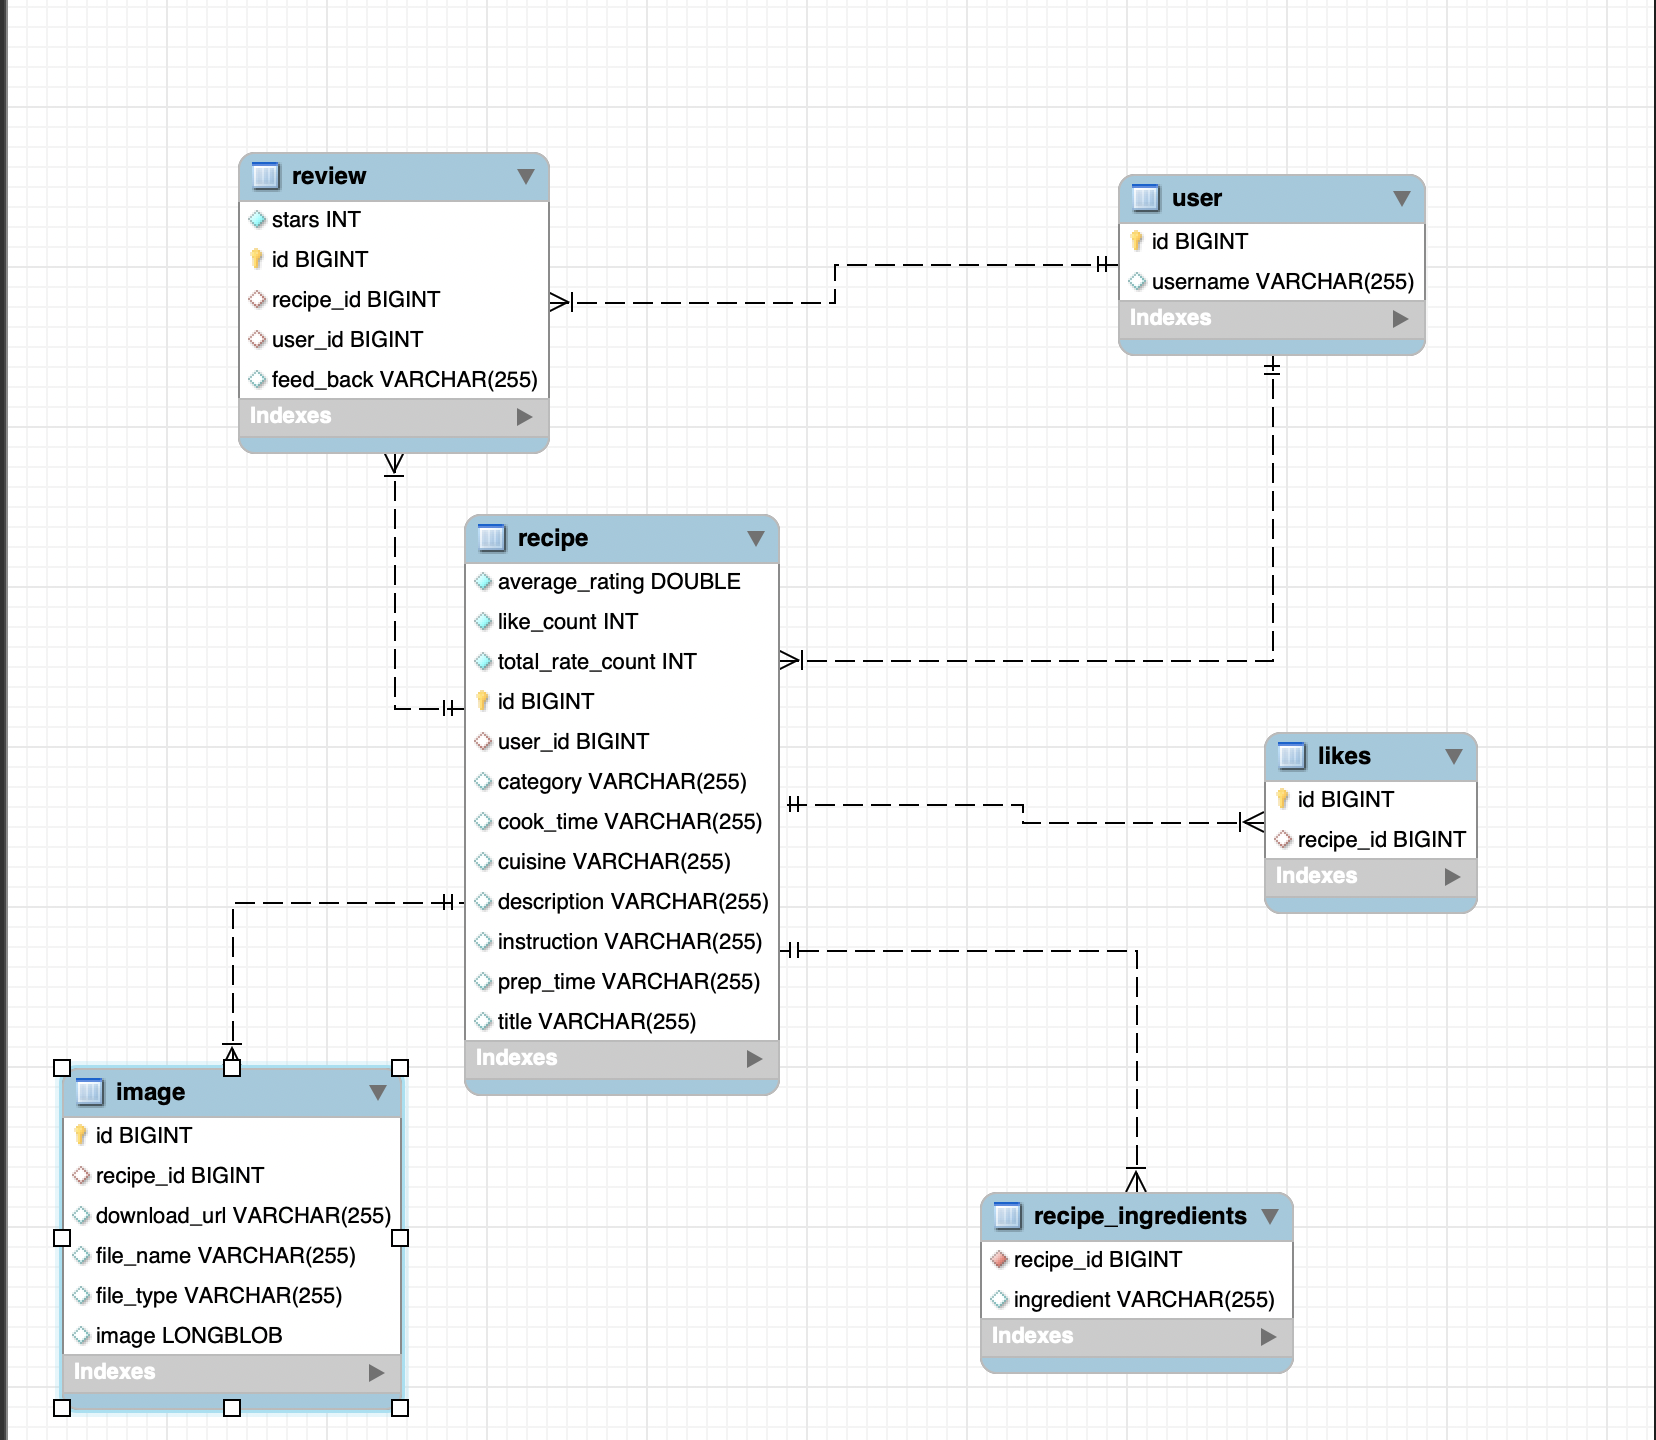 review
stars INT
id BIGINT
recipe_id BIGINT
user_id BIGINT
feed_back VARCHAR(255)
Indexes
user
id BIGINT
username VARCHAR(255)
Indexes
recipe
average_rating DOUBLE
like_count INT
total_rate_count INT
id BIGINT
user_id BIGINT
category VARCHAR(255)
cook_time VARCHAR(255)
cuisine VARCHAR(255)
description VARCHAR(255)
instruction VARCHAR(255)
prep_time VARCHAR(255)
title VARCHAR(255)
Indexes
likes
id BIGINT
recipe_id BIGINT
Indexes
image
id BIGINT
recipe_id BIGINT
download_url VARCHAR(255)
file_name VARCHAR(255)
file_type VARCHAR(255)
image LONGBLOB
Indexes
recipe_ingredients
recipe_id BIGINT
ingredient VARCHAR(255)
Indexes